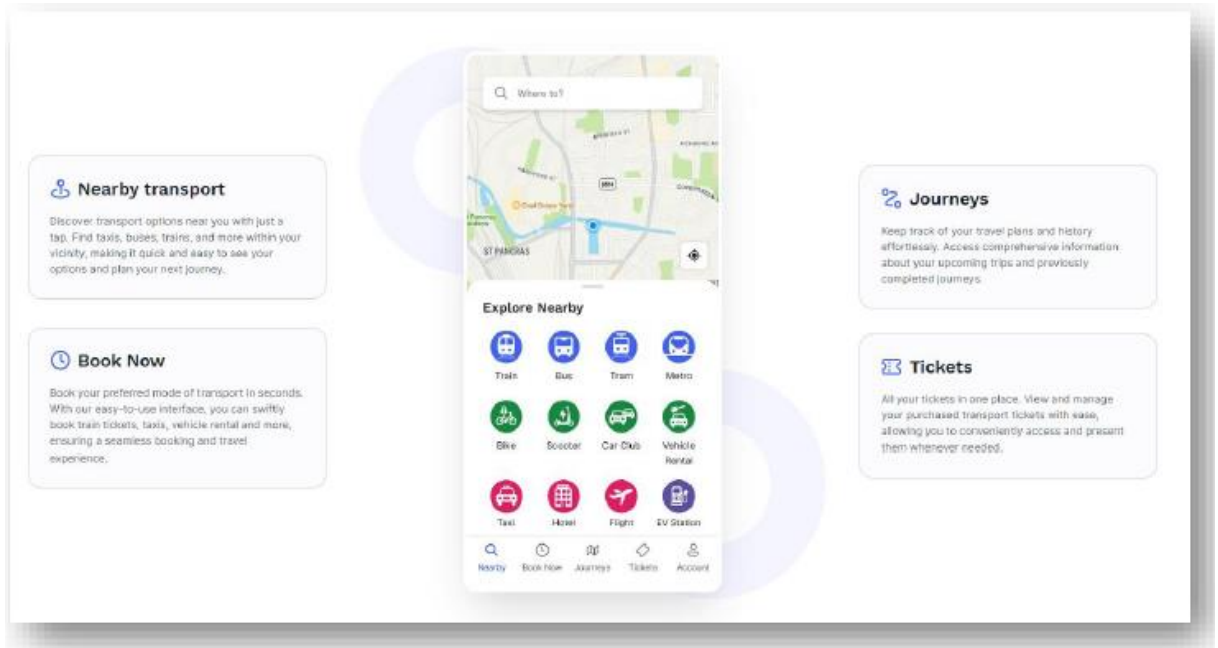 Nearby transport
Discover transport options near you with just a
tap. Find taxis, buses, trains, and more within your
vicinity, making it quick and easy to see your
options and plan your next journey.
Book Now
Book your preferred mode of transport in seconds.
With our easy-to-use interface, you can swiftly
book train tickets, taxis, vehicle rental and more,
ensuring a seamless booking and travel
experience.
Where to?
ST PANCRAS
Explore Nearby
Train Bus Tram Metro
Bike Scooter Car Club Vehicle
Rental
Taxi Hotel Flight EV Station
Nearby Book Now Journeys Tickets Account
Journeys
Keep track of your travel plans and history
effortlessly. Access comprehensive information
about your upcoming trips and previously
completed journeys.
Tickets
All your tickets in one place. View and manage
your purchased transport tickets with ease,
allowing you to conveniently access and present
them whenever needed.